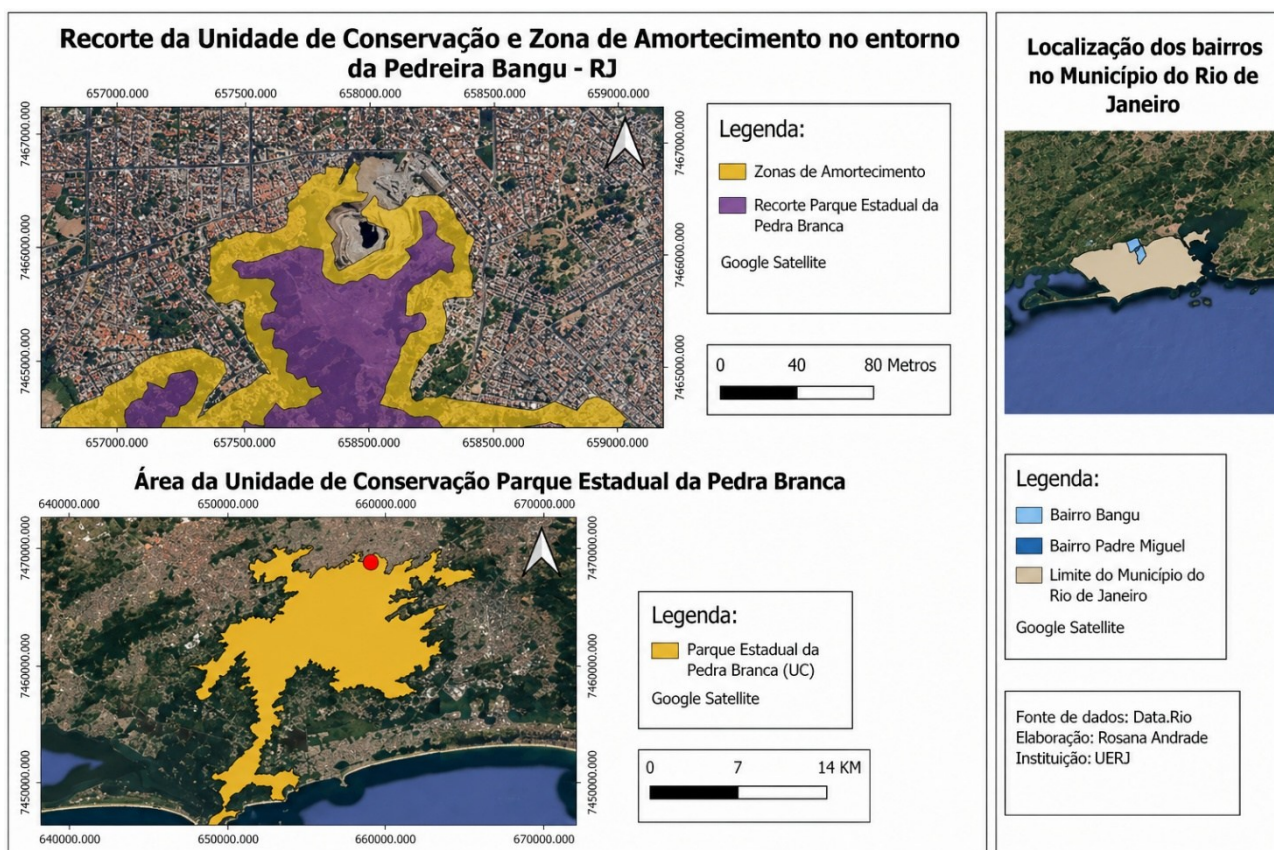 Recorte da Unidade de Conservação e Zona de Amortecimento no entorno
da Pedreira Bangu - RJ
657000.000 657500.000 658000.000 658500.000 659000.000
7467000.000 7467000.000
7466000.000 7466000.000
7465000.000 7465000.000
657000.000 657500.000 658500.000 658500.000 659000.000
Legenda:
Zonas de Amortecimento
Recorte Parque Estadual da
Pedra Branca
Google Satellite
0 40 80 Metros
Área da Unidade de Conservação Parque Estadual da Pedra Branca
640000.000 650000.000 660000.000 670000.000
7470000.000 7470000.000
7460000.000 7460000.000
7450000.000 7450000.000
640000.000 650000.000 660000.000 670000.000
Legenda:
Parque Estadual da
Pedra Branca (UC)
Google Satellite
0 7 14 KM
Localização dos bairros
no Município do Rio de
Janeiro
Legenda:
Bairro Bangu
Bairro Padre Miguel
Limite do Município do
Rio de Janeiro
Google Satellite
Fonte de dados: Data.Rio
Elaboração: Rosana Andrade
Instituição: UERJ